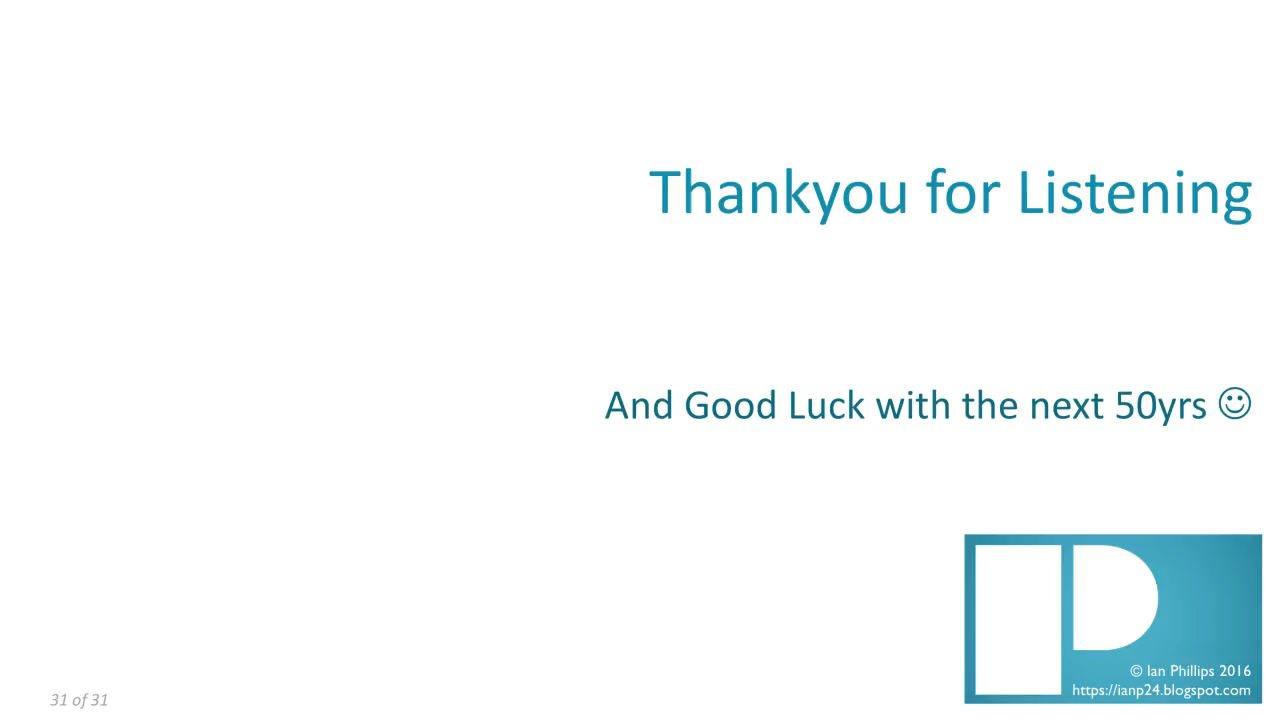 Thankyou for Listening
And Good Luck with the next 50yrs ☺
© Ian Phillips 2016
https://ianp24.blogspot.com
31 of 31